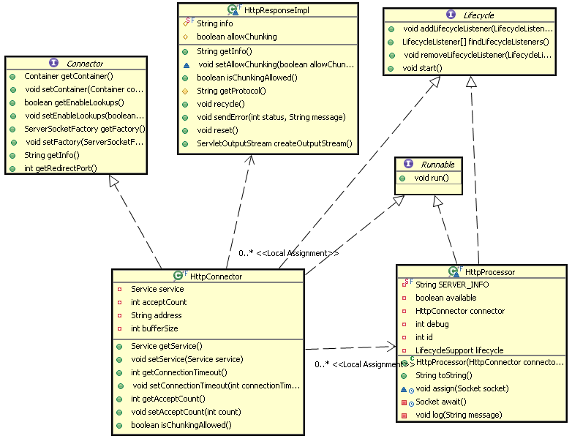 Connector
Container getContainer()
void setContainer(Container co...
boolean getEnableLookups()
void setEnableLookups(boolean...
ServerSocketFactory getFactory()
void setFactory(ServerSocketF...
String getInfo()
int getRedirectPort()
HttpResponseImpl
String info
boolean allowChunking
String getInfo()
void setAllowChunking(boolean allowChun...
boolean isChunkingAllowed()
String getProtocol()
void recycle()
void sendError(int status, String message)
void reset()
ServletOutputStream createOutputStream()
Lifecycle
void addLifecycleListener(LifecycleListen...
LifecycleListener[] findLifecycleListeners()
void removeLifecycleListener(LifecycleLi...
void start()
Runnable
void run()
0..* <<Local Assignment>>
HttpConnector
Service service
int acceptCount
String address
int bufferSize
Service getService()
void setService(Service service)
int getConnectionTimeout()
void setConnectionTimeout(int connectionTim...
int getAcceptCount()
void setAcceptCount(int count)
boolean isChunkingAllowed()
0..* <<Local Assignment>>
HttpProcessor
String SERVER_INFO
boolean available
HttpConnector connector
int debug
int id
LifecycleSupport lifecycle
HttpProcessor(HttpConnector connecto...
String toString()
void assign(Socket socket)
Socket await()
void log(String message)